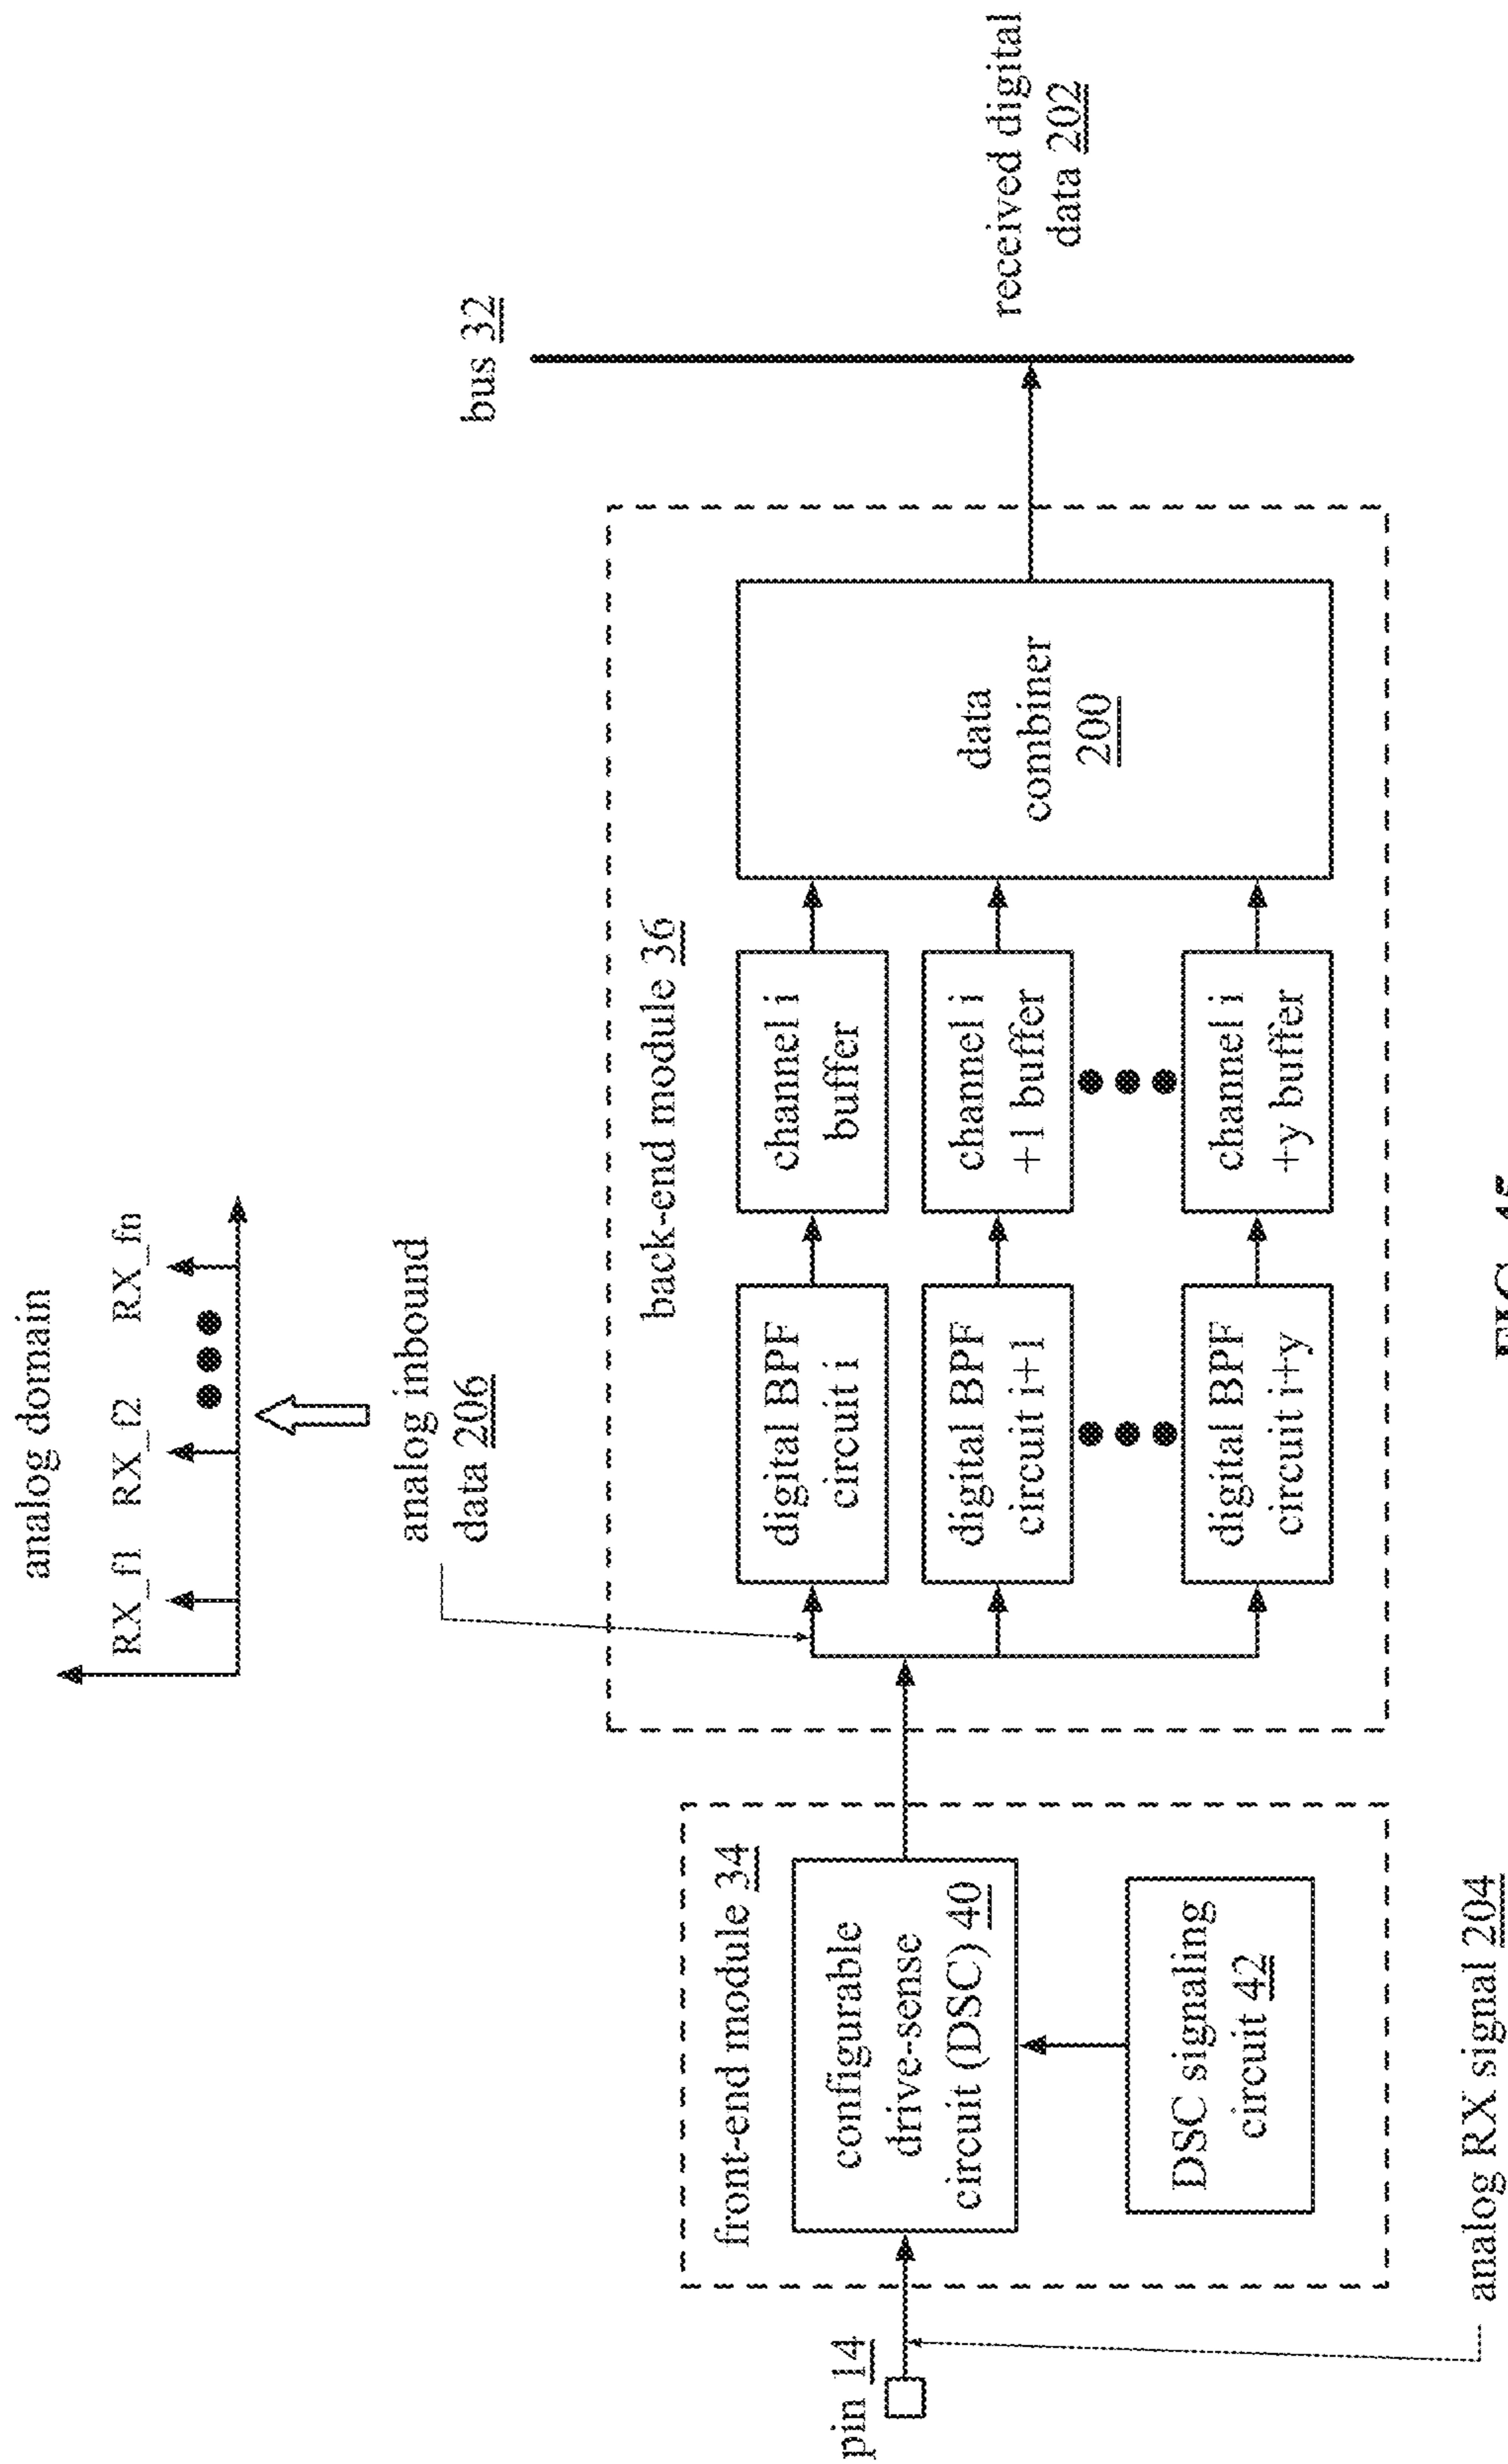 analog domain
RX_f1 RX_f2 RX_fn
analog inbound
data 206
bus 32
back-end module 36
front-end module 34
pin 14
configurable
drive-sense
circuit (DSC) 40
DSC signaling
circuit 42
analog RX signal 204
digital BPF
circuit i
digital BPF
circuit i+1
digital BPF
circuit i+y
channel i
buffer
channel i
+1 buffer
channel i
+y buffer
data
combiner
200
received digital
data 202